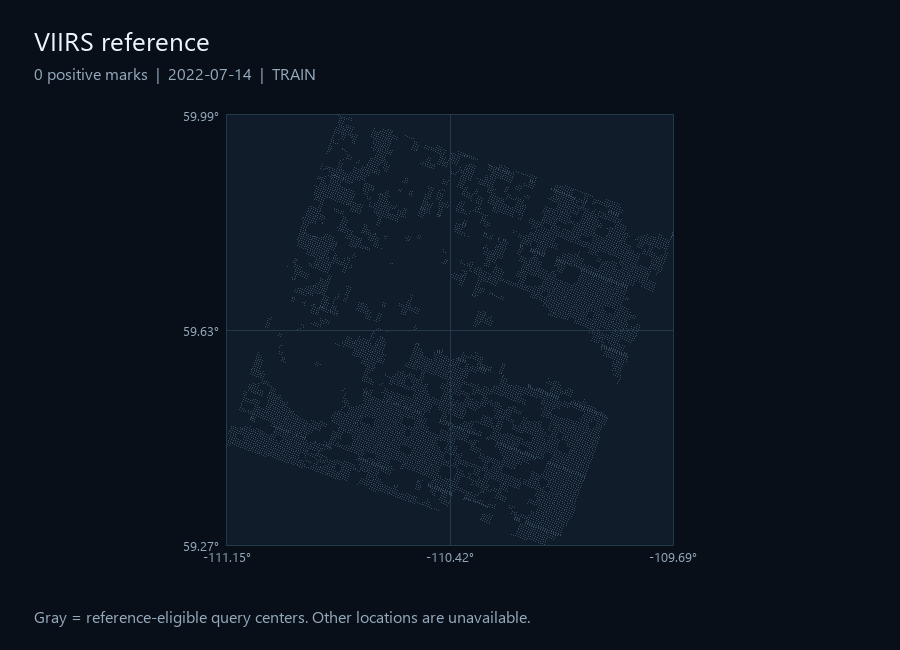 VIIRS reference
0 positive marks | 2022-07-14 | TRAIN
59.99°
59.63°
59.27°
-111.15°
-110.42°
-109.69°
Gray = reference-eligible query centers. Other locations are unavailable.